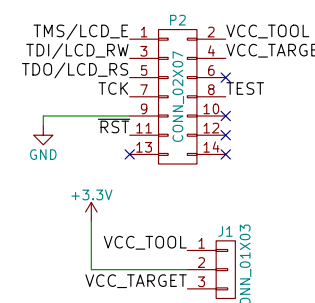 P2
TMS/LCD_E 1 2 VCC_TOOL
TDI/LCD_RW 3 4 VCC_TARGE
TDO/LCD_RS 5 6
TCK 7 8 TEST
9 10
RST 11 12
13 14
CONN_02X07
GND
+3.3V
J1
VCC_TOOL 1
2
VCC_TARGET 3
ONN_01X03